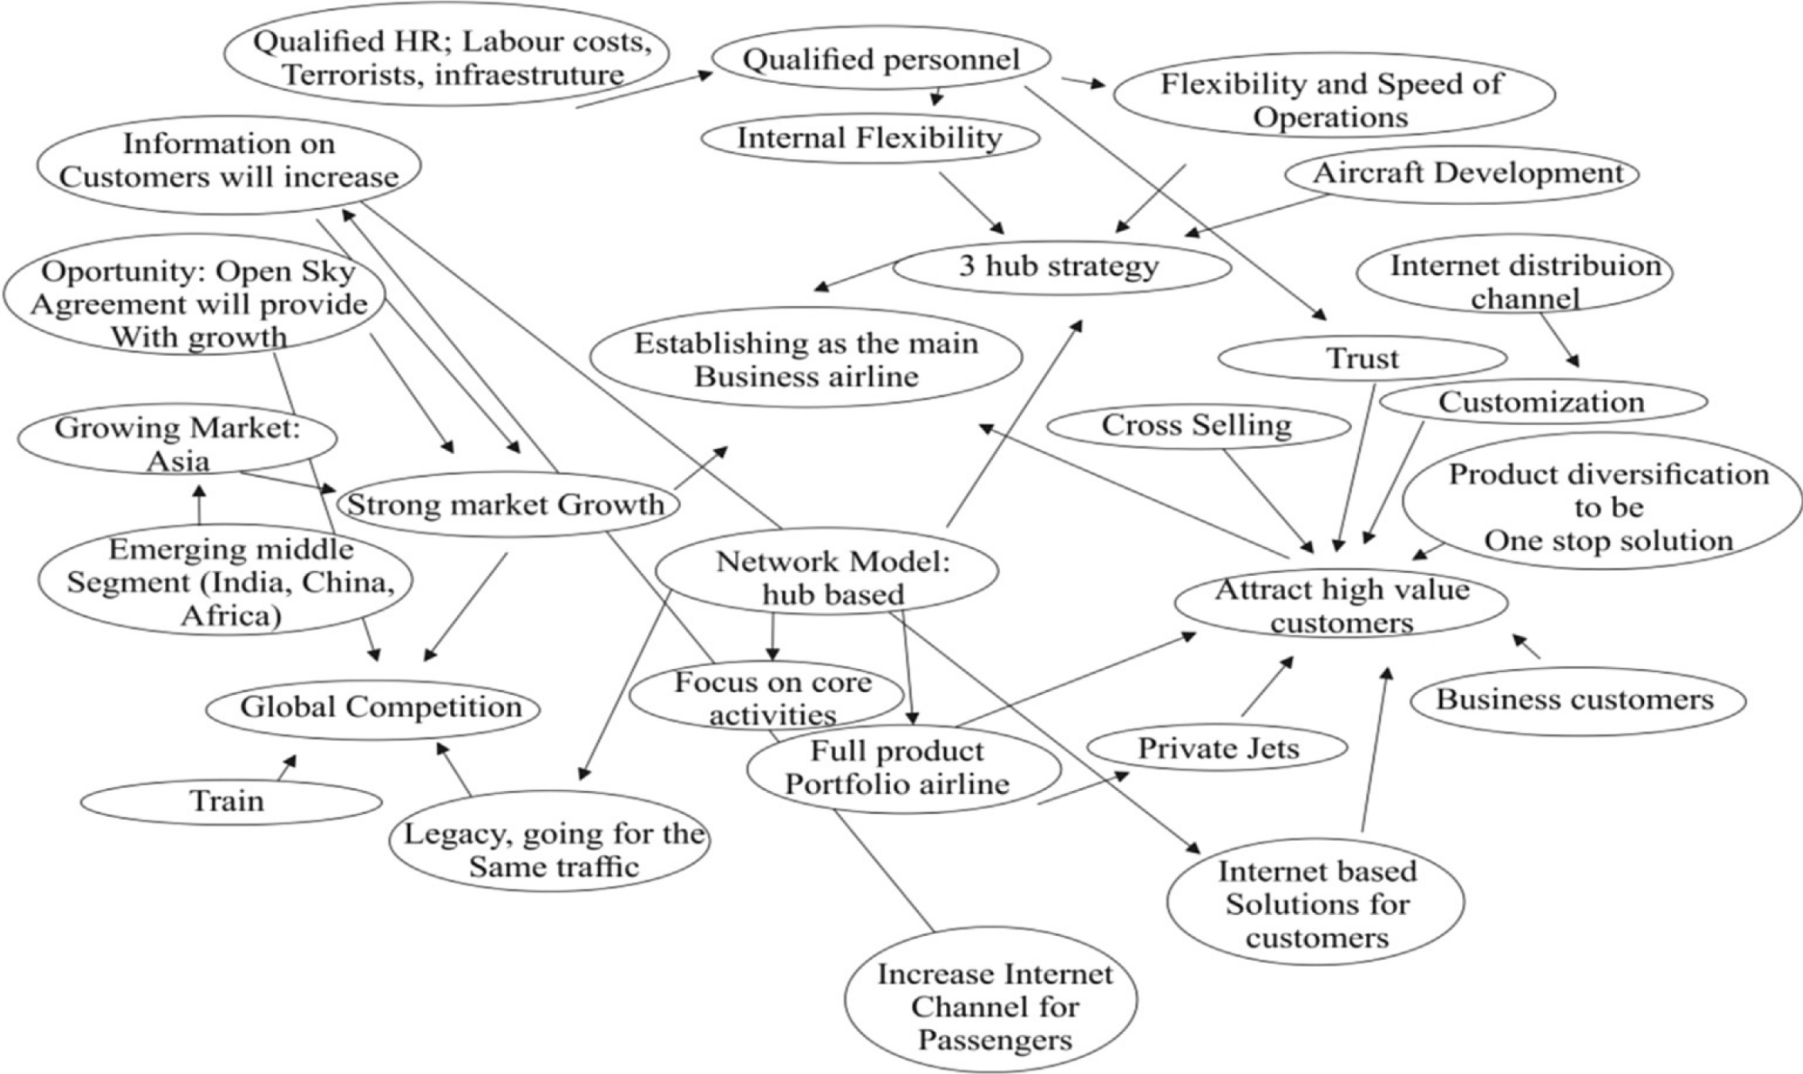 Qualified HR; Labour costs,
Terrorists, infraestruture
Qualified personnel
Flexibility and Speed of
Operations
Internal Flexibility
Information on
Customers will increase
Aircraft Development
3 hub strategy
Internet distribuion
channel
Oportunity: Open Sky
Agreement will provide
With growth
Establishing as the main
Business airline
Trust
Customization
Cross Selling
Growing Market:
Asia
Product diversification
to be
One stop solution
Strong market Growth
Emerging middle
Segment (India, China,
Africa)
Network Model:
hub based
Attract high value
customers
Focus on core
activities
Global Competition
Business customers
Private Jets
Full product
Portfolio airline
Train
Legacy, going for the
Same traffic
Internet based
Solutions for
customers
Increase Internet
Channel for
Passengers